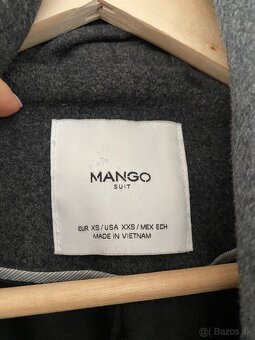 MANGO
SUIT
EUR XS/USA XXS/MEX ECH
MADE IN VIETNAM
bazos.sk